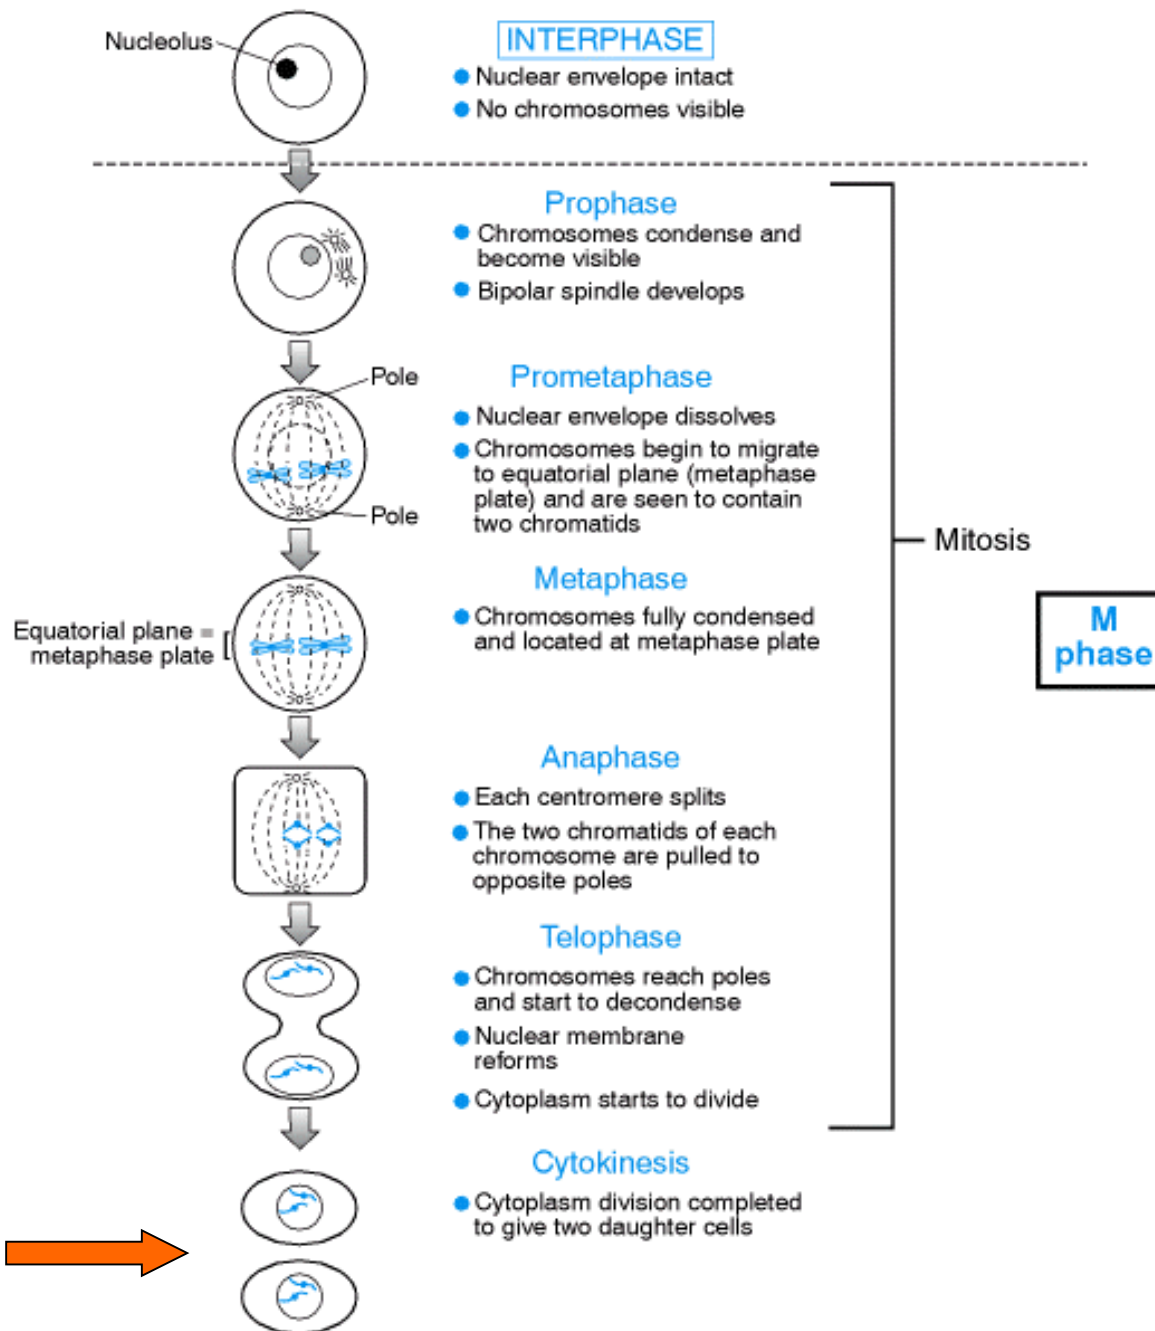 Nucleolus
INTERPHASE
Nuclear envelope intact
No chromosomes visible
Prophase
Chromosomes condense and
become visible
Bipolar spindle develops
Pole
Prometaphase
Nuclear envelope dissolves
Chromosomes begin to migrate
to equatorial plane (metaphase
plate) and are seen to contain
two chromatids
Pole
Mitosis
Metaphase
Chromosomes fully condensed
and located at metaphase plate
Equatorial plane =
metaphase plate
M
phase
Anaphase
Each centromere splits
The two chromatids of each
chromosome are pulled to
opposite poles
Telophase
Chromosomes reach poles
and start to decondense
Nuclear membrane
reforms
Cytoplasm starts to divide
Cytokinesis
Cytoplasm division completed
to give two daughter cells